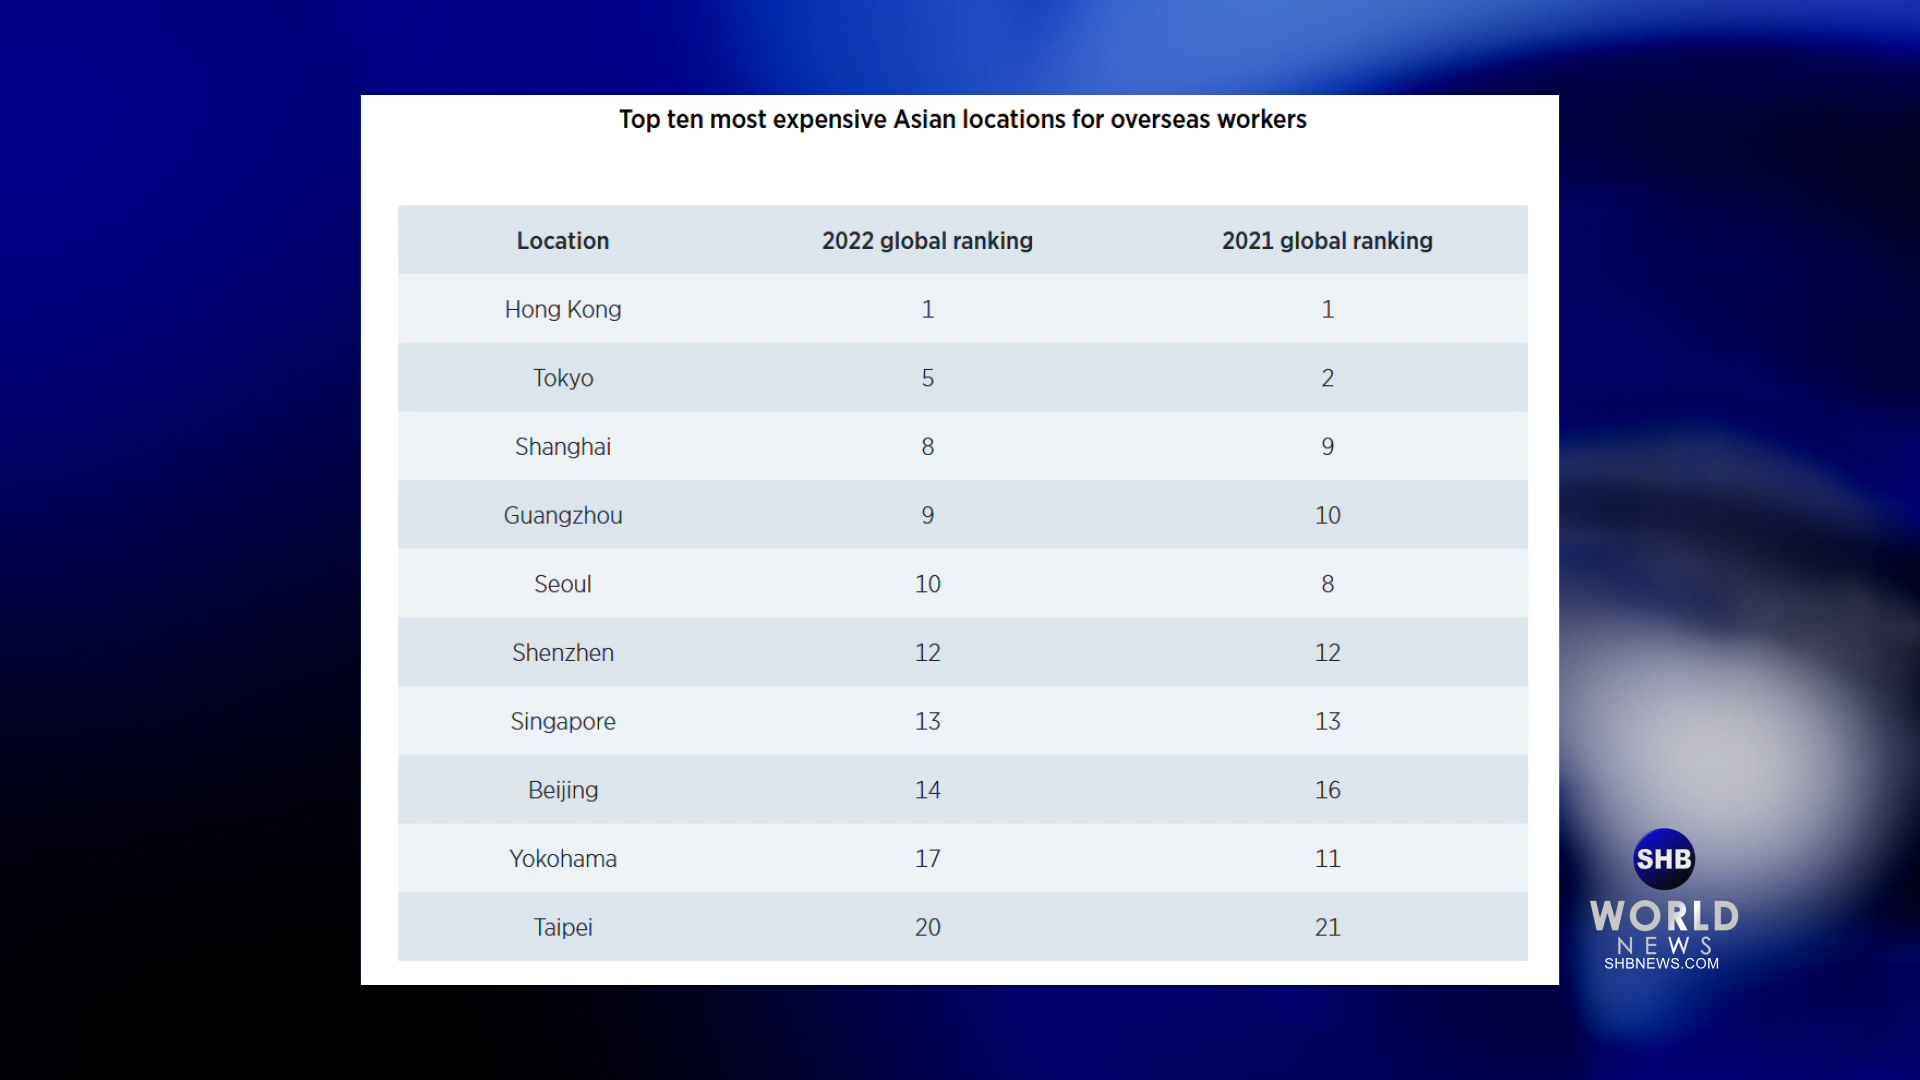 Top ten most expensive Asian locations for overseas workers
Location 2022 global ranking 2021 global ranking
Hong Kong 1 1
Tokyo 5 2
Shanghai 8 9
Guangzhou 9 10
Seoul 10 8
Shenzhen 12 12
Singapore 13 13
Beijing 14 16
Yokohama 17 11
Taipei 20 21
SHB
WORLD
NEWS
SHBNEWS.COM